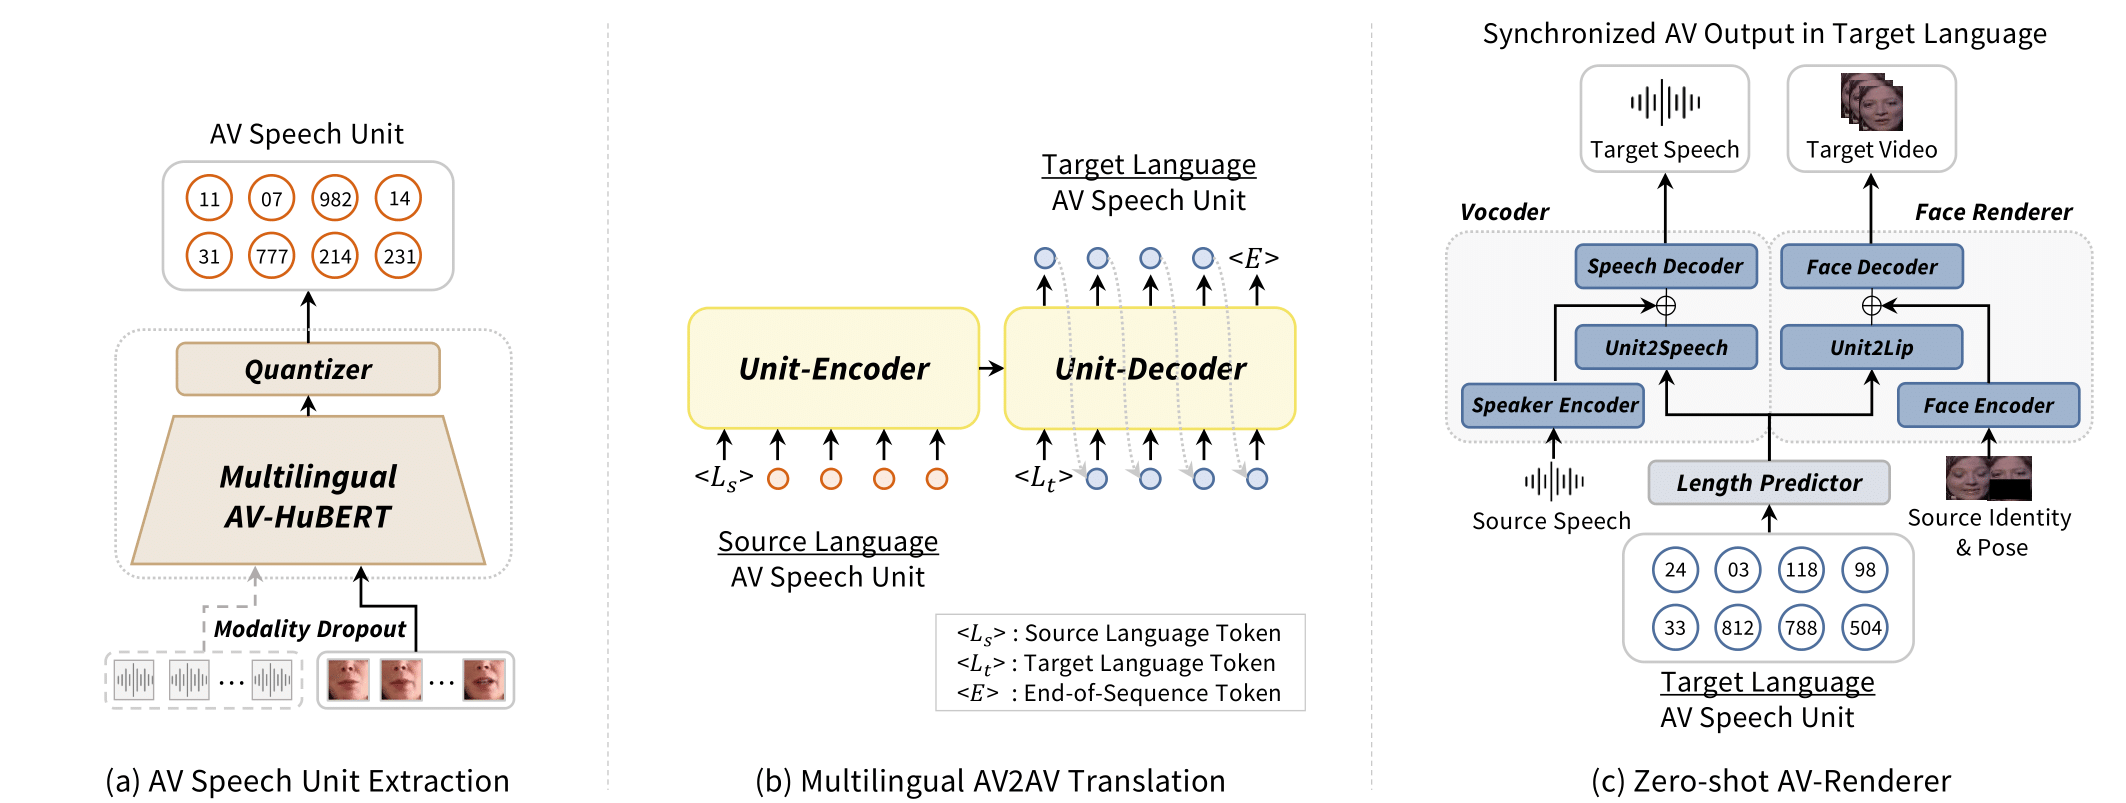 AV Speech Unit
11 07 982 14
31 777 214 231
Quantizer
Multilingual
AV-HuBERT
Modality Dropout
... ...
(a) AV Speech Unit Extraction
Target Language
AV Speech Unit
<E>
Unit-Encoder
Unit-Decoder
<Lₛ>
<Lₜ>
Source Language
AV Speech Unit
<Lₛ> : Source Language Token
<Lₜ> : Target Language Token
<E> : End-of-Sequence Token
(b) Multilingual AV2AV Translation
Synchronized AV Output in Target Language
Target Speech
Target Video
Vocoder
Face Renderer
Speech Decoder
Face Decoder
Unit2Speech
Unit2Lip
Speaker Encoder
Face Encoder
Length Predictor
Source Speech
Source Identity
& Pose
24 03 118 98
33 812 788 504
Target Language
AV Speech Unit
(c) Zero-shot AV-Renderer